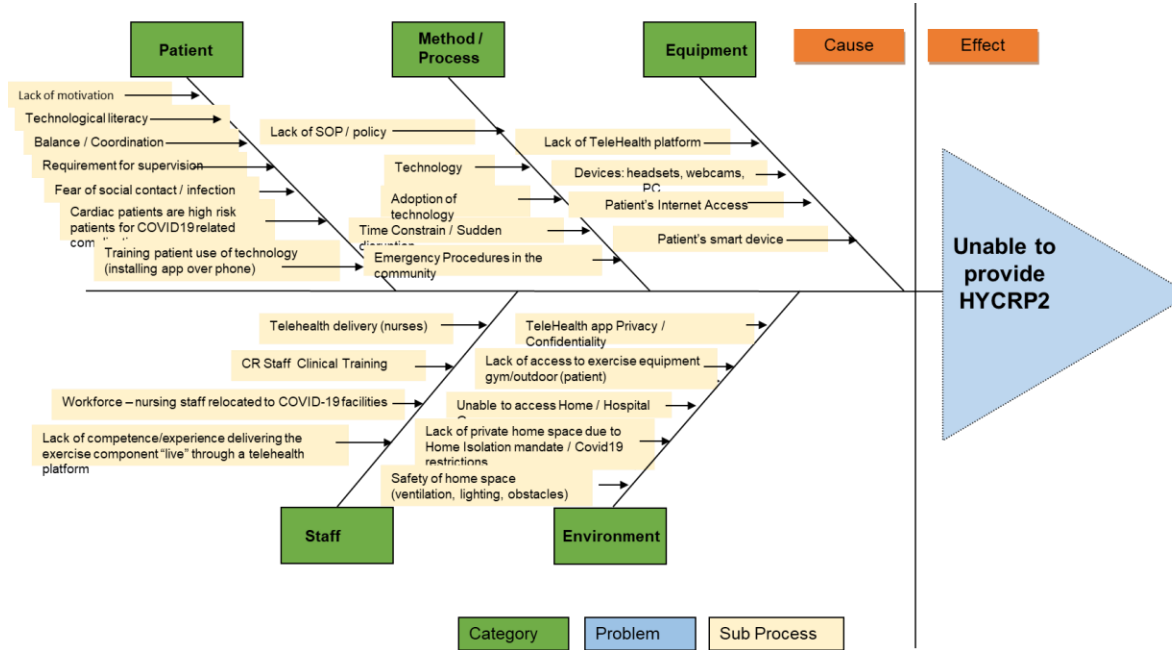 Patient
Method /
Process
Equipment
Cause
Effect
Lack of motivation
Technological literacy
Balance / Coordination
Requirement for supervision
Fear of social contact / infection
Cardiac patients are high risk
patients for COVID19 related
Training patient use of technology
(installing app over phone)
Lack of SOP / policy
Technology
Adoption of
technology
Time Constrain / Sudden
disruption
Emergency Procedures in the
community
Lack of TeleHealth platform
Devices: headsets, webcams,
PC
Patient's Internet Access
Patient's smart device
Unable to
provide
HYCRP2
Telehealth delivery (nurses)
CR Staff Clinical Training
Workforce – nursing staff relocated to COVID-19 facilities
Lack of competence/experience delivering the
exercise component "live" through a telehealth
platform
TeleHealth app Privacy /
Confidentiality
Lack of access to exercise equipment
gym/outdoor (patient)
Unable to access Home / Hospital
Lack of private home space due to
Home Isolation mandate / Covid19
restrictions
Safety of home space
(ventilation, lighting, obstacles)
Staff
Environment
Category
Problem
Sub Process